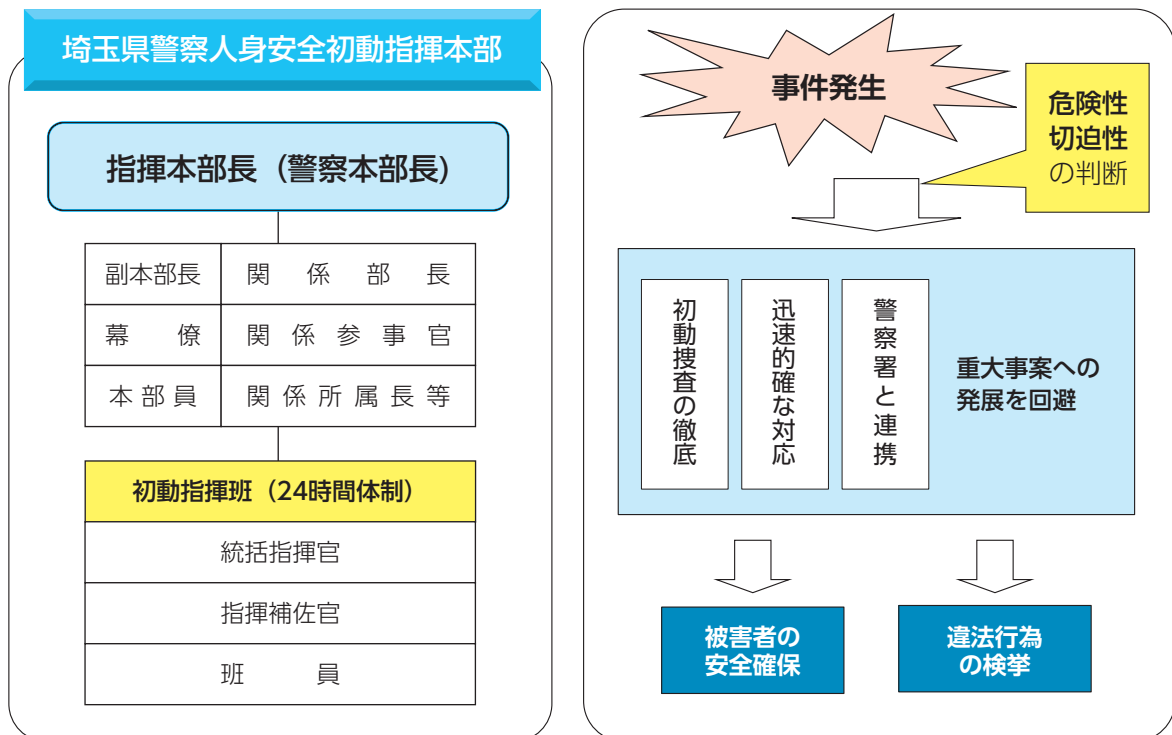 埼玉県警察人身安全初動指揮本部
指揮本部長（警察本部長）
副本部長 関係部長
幕僚 関係参事官
本部員 関係所属長等
初動指揮班（24時間体制）
統括指揮官
指揮補佐官
班員
事件発生
危険性
切迫性
の判断
初動捜査の徹底
迅速的確な対応
警察署と連携
重大事案への
発展を回避
被害者の
安全確保
違法行為
の検挙